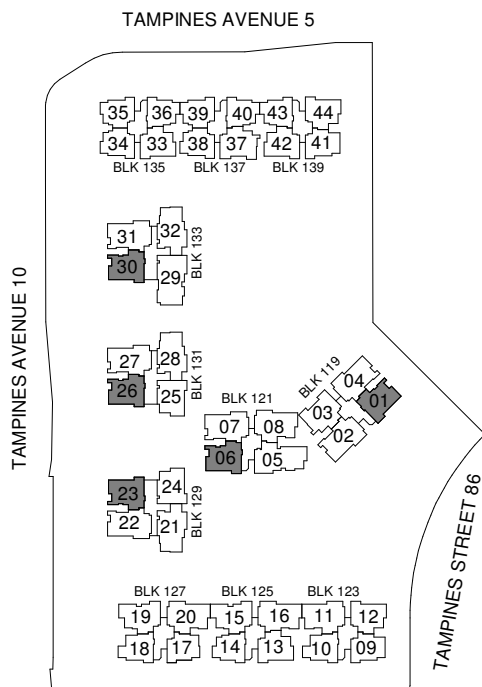 TAMPINES AVENUE 5
35 36 39 40 43 44
34 33 38 37 42 41
BLK 135 BLK 137 BLK 139
31 32
30 29
BLK 133
TAMPINES AVENUE 10
27 28
26 25
BLK 131
BLK 119
04 01
03 02
BLK 121
07 08
06 05
23 24
22 21
BLK 129
TAMPINES STREET 86
BLK 127 BLK 125 BLK 123
19 20 15 16 11 12
18 17 14 13 10 09